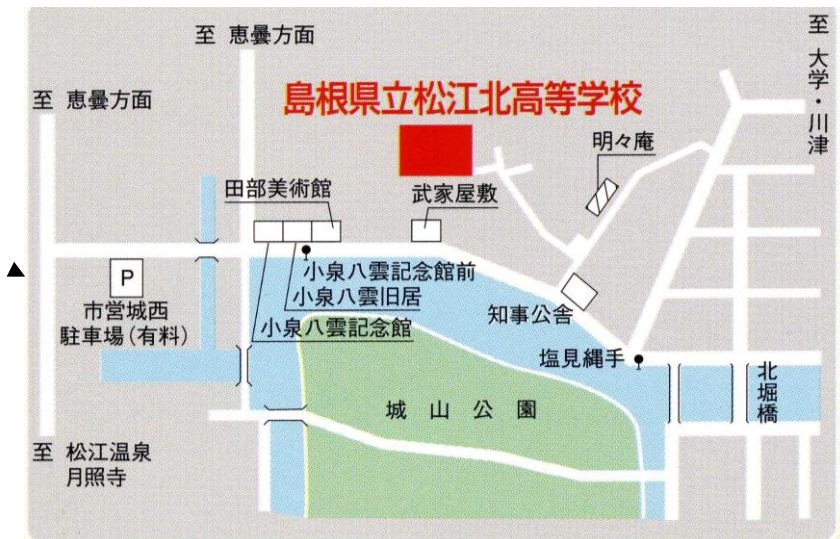 至 恵曇方面
至 恵曇方面
至 大学・川津
島根県立松江北高等学校
明々庵
田部美術館
武家屋敷
P
市営城西
駐車場(有料)
小泉八雲記念館前
小泉八雲旧居
小泉八雲記念館
知事公舎
塩見縄手
北堀橋
城山公園
至 松江温泉
月照寺